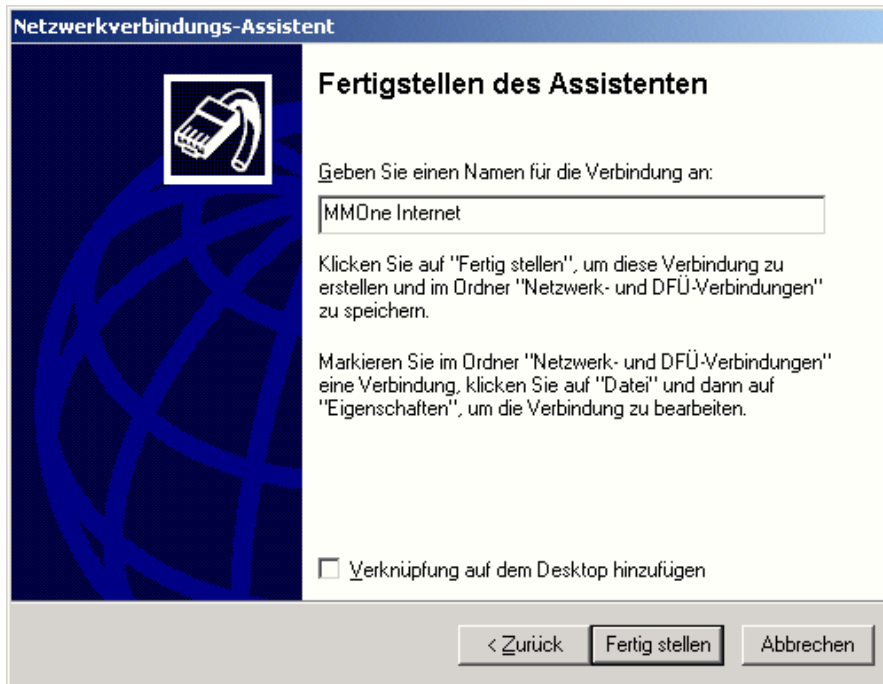 Netzwerkverbindungs-Assistent
Fertigstellen des Assistenten
Geben Sie einen Namen für die Verbindung an:
MMOne Internet
Klicken Sie auf "Fertig stellen", um diese Verbindung zu
erstellen und im Ordner "Netzwerk- und DFÜ-Verbindungen"
zu speichern.
Markieren Sie im Ordner "Netzwerk- und DFÜ-Verbindungen"
eine Verbindung, klicken Sie auf "Datei" und dann auf
"Eigenschaften", um die Verbindung zu bearbeiten.
Verknüpfung auf dem Desktop hinzufügen
< Zurück Fertig stellen Abbrechen